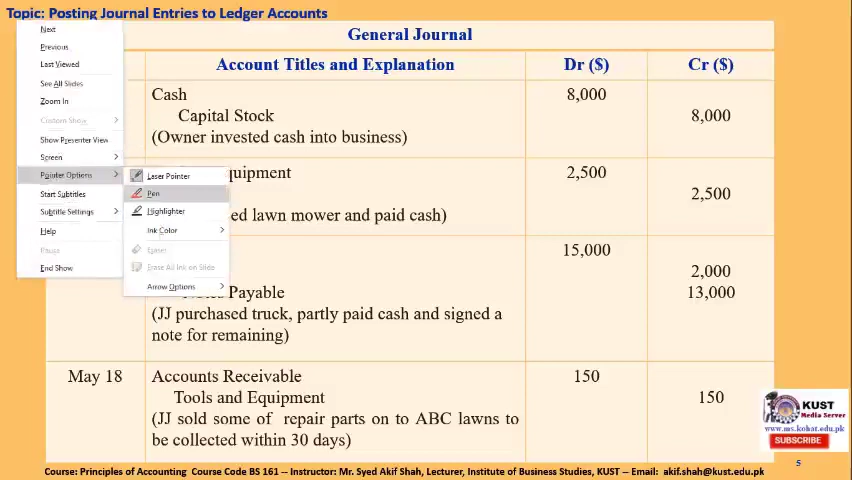 Topic: Posting Journal Entries to Ledger Accounts
General Journal
Account Titles and Explanation Dr ($) Cr ($)
Cash 8,000
Capital Stock 8,000
(Owner invested cash into business)
2,500
2,500
lawn mower and paid cash)
15,000
2,000
Payable 13,000
(JJ purchased truck, partly paid cash and signed a
note for remaining)
May 18 Accounts Receivable 150
Tools and Equipment 150
(JJ sold some of repair parts on to ABC lawns to
be collected within 30 days)
Next
Previous
Last Viewed
See All Slides
Zoom In
Custom Show
Show Presenter View
Screen
Pointer Options
Start Subtitles
Subtitle Settings
Help
Pause
End Show
Laser Pointer
Pen
Highlighter
Ink Color
Eraser
Erase All Ink on Slide
Arrow Options
KUST
Media Server
www.ms.kohat.edu.pk
SUBSCRIBE
5
Course: Principles of Accounting Course Code BS 161 -- Instructor: Mr. Syed Akif Shah, Lecturer, Institute of Business Studies, KUST -- Email: akif.shah@kust.edu.pk